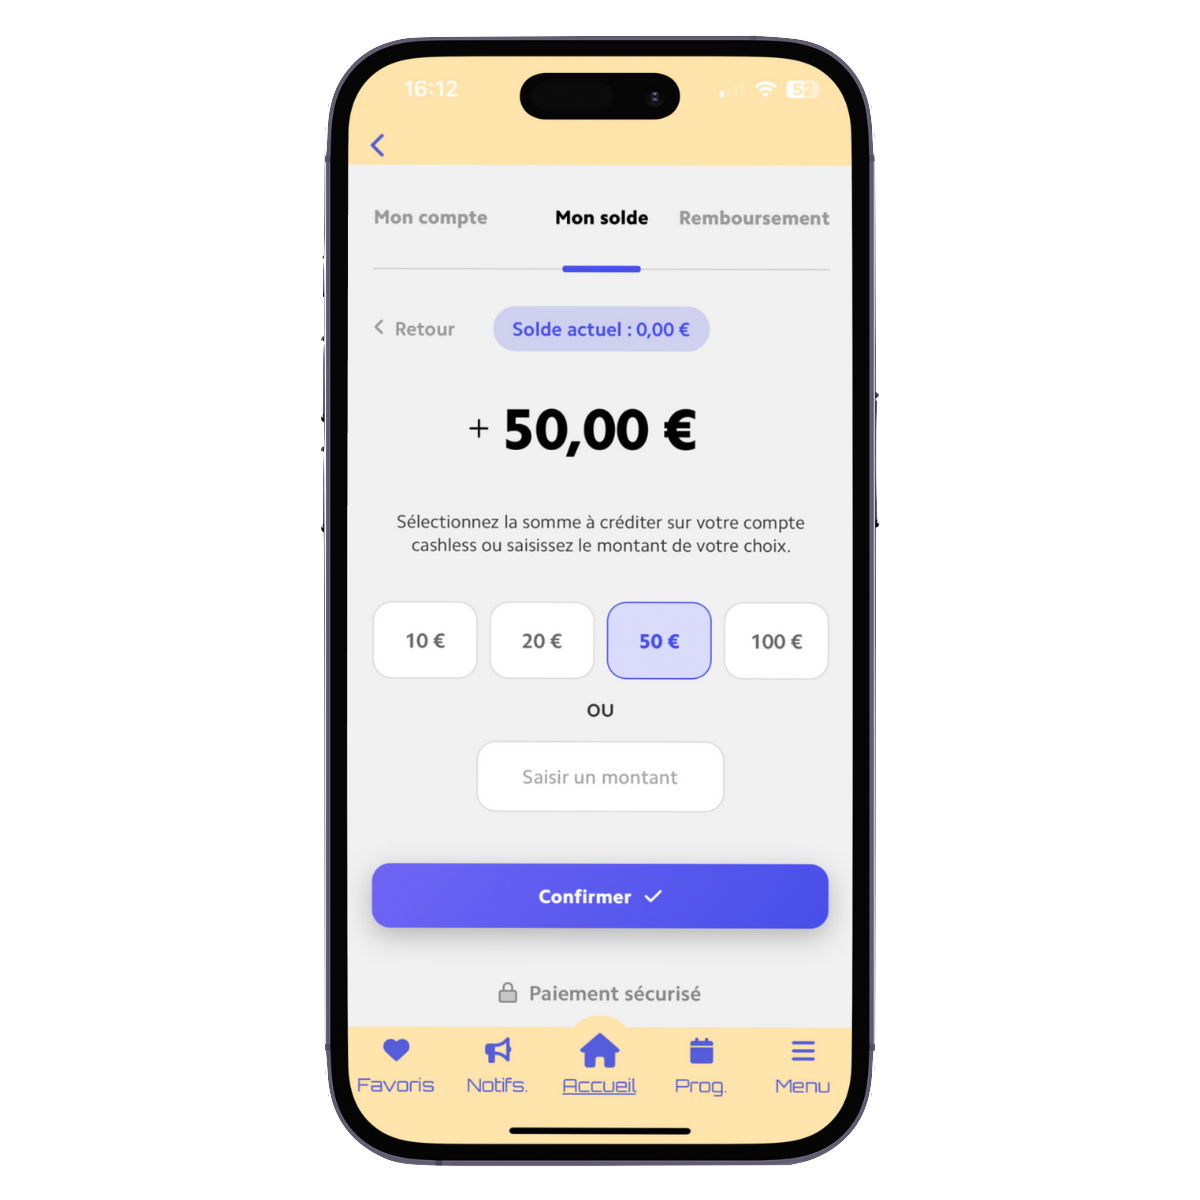 16:12
52
Mon compte Mon solde Remboursement
Retour Solde actuel : 0,00 €
+ 50,00 €
Sélectionnez la somme à créditer sur votre compte
cashless ou saisissez le montant de votre choix.
10 € 20 € 50 € 100 €
OU
Saisir un montant
Confirmer
Paiement sécurisé
Favoris Notifs. Accueil Prog. Menu